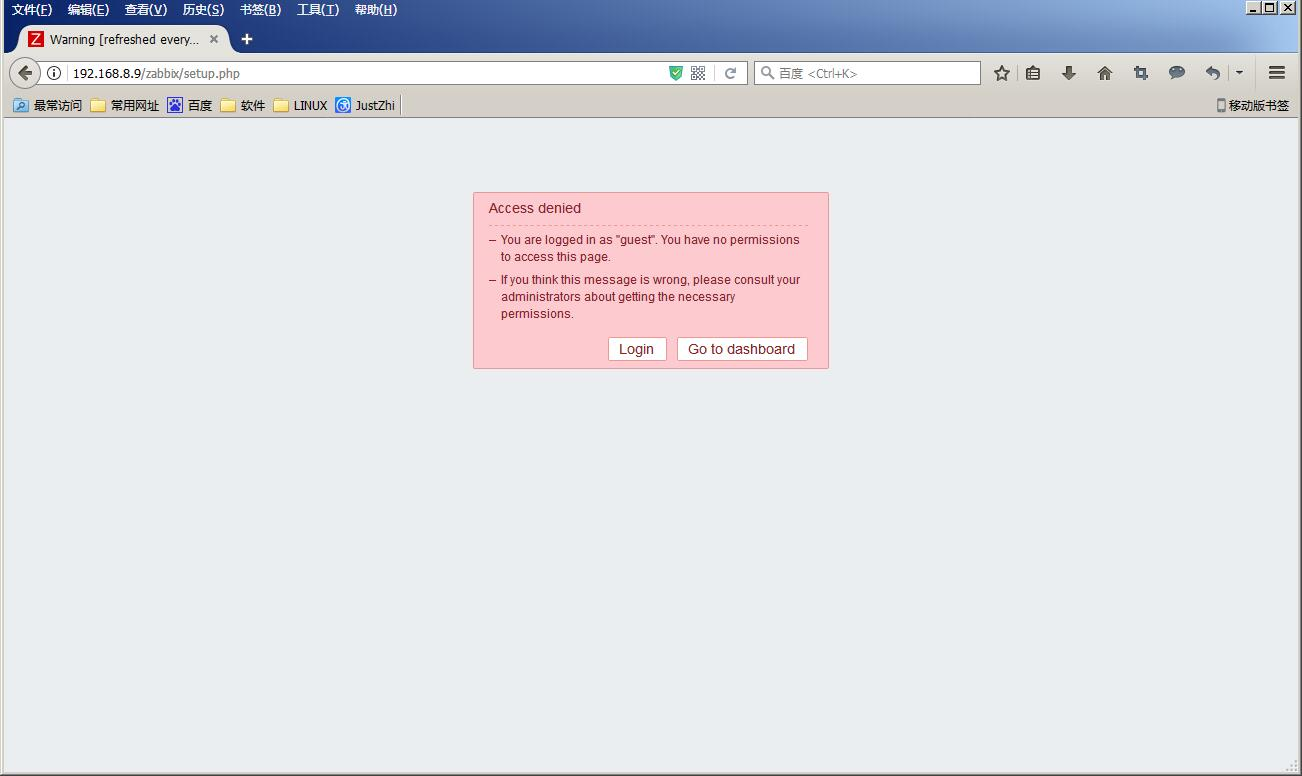 文件(F) 编辑(E) 查看(V) 历史(S) 书签(B) 工具(T) 帮助(H)
Z Warning [refreshed every...
192.168.8.9/zabbix/setup.php 百度 <Ctrl+K>
最常访问 常用网址 百度 软件 LINUX JustZhi 移动版书签
Access denied
– You are logged in as "guest". You have no permissions
to access this page.
– If you think this message is wrong, please consult your
administrators about getting the necessary
permissions.
Login Go to dashboard